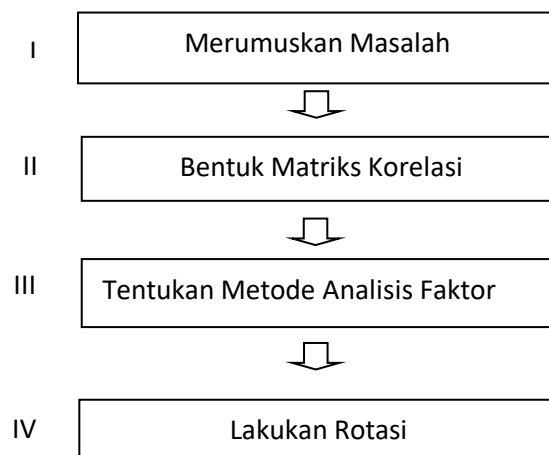 I Merumuskan Masalah
II Bentuk Matriks Korelasi
III Tentukan Metode Analisis Faktor
IV Lakukan Rotasi